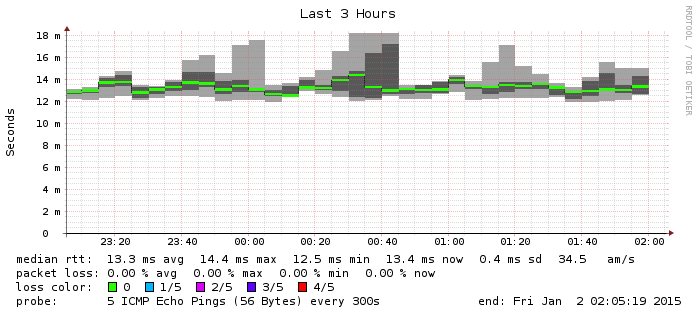 Last 3 Hours
RRDTOOL / TOBI OETIKER
Seconds
18 m
16 m
14 m
12 m
10 m
8 m
6 m
4 m
2 m
0
23:20 23:40 00:00 00:20 00:40 01:00 01:20 01:40 02:00
median rtt: 13.3 ms avg 14.4 ms max 12.5 ms min 13.4 ms now 0.4 ms sd 34.5 am/s
packet loss: 0.00 % avg 0.00 % max 0.00 % min 0.00 % now
loss color: 0 1/5 2/5 3/5 4/5
probe: 5 ICMP Echo Pings (56 Bytes) every 300s end: Fri Jan 2 02:05:19 2015